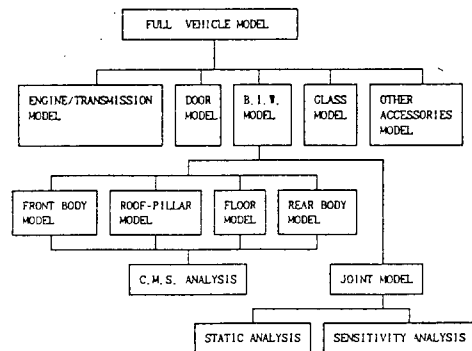 FULL VEHICLE MODEL
ENGINE/TRANSMISSION
MODEL
DOOR
MODEL
B.I.W.
MODEL
GLASS
MODEL
OTHER
ACCESSORIES
MODEL
FRONT BODY
MODEL
ROOF-PILLAR
MODEL
FLOOR
MODEL
REAR BODY
MODEL
C.M.S. ANALYSIS
JOINT MODEL
STATIC ANALYSIS
SENSITIVITY ANALYSIS